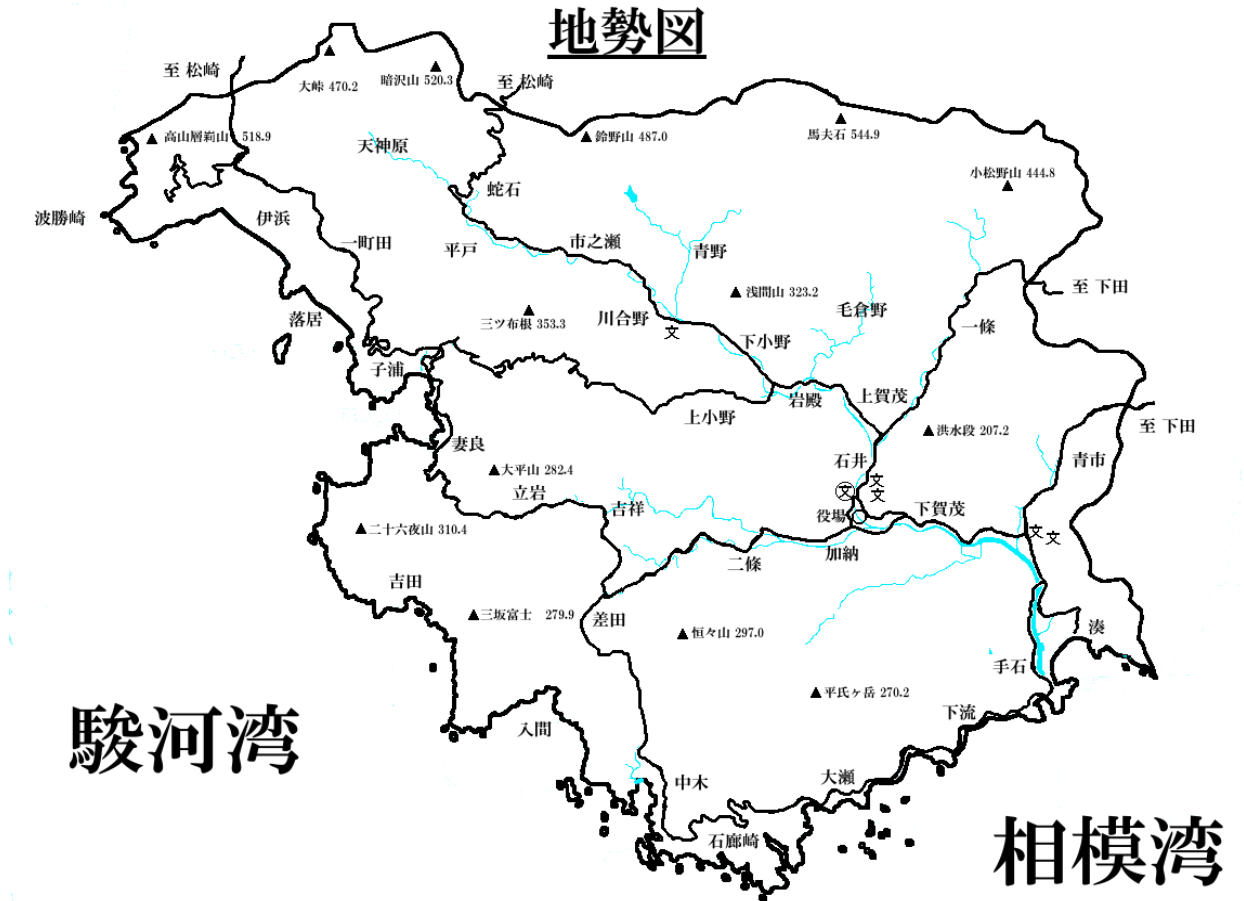 地勢図
至 松崎
大峠 470.2
暗沢山 520.3
至 松崎
高山層羂山 518.9
天神原
鈴野山 487.0
馬夫石 544.9
小松野山 444.8
蛇石
波勝崎
伊浜
一町田
平戸
市之瀬
青野
浅間山 323.2
毛倉野
至 下田
落居
三ツ布根 353.3
川合野
文
下小野
一條
子浦
上小野
岩殿
上賀茂
洪水段 207.2
至 下田
妻良
大平山 282.4
石井
青市
立岩
吉祥
文
文
文
役場
下賀茂
二十六夜山 310.4
文
文
二條
加納
吉田
三坂富士 279.9
差田
恒々山 297.0
湊
手石
平氏ヶ岳 270.2
下流
駿河湾
入間
中木
大瀬
石廊崎
相模湾